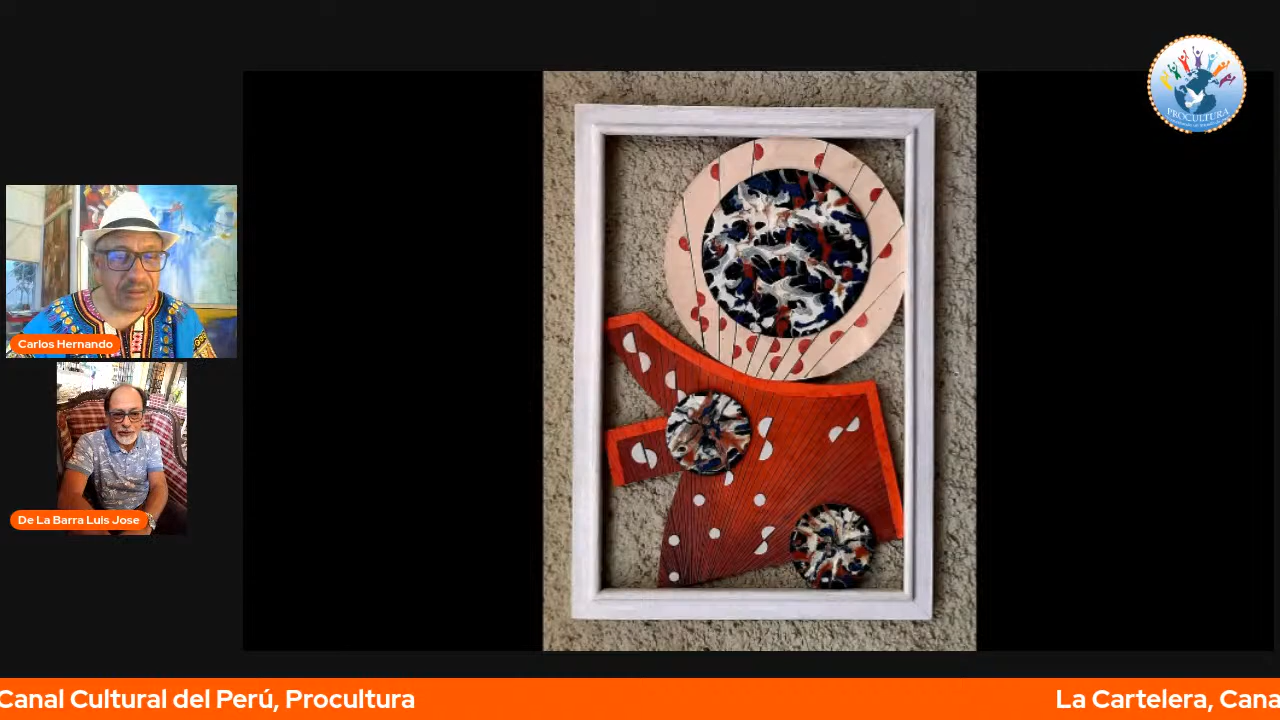 PROCULTURA
Carlos Hernando
De La Barra Luis Jose
Canal Cultural del Perú, Procultura
La Cartelera, Cana